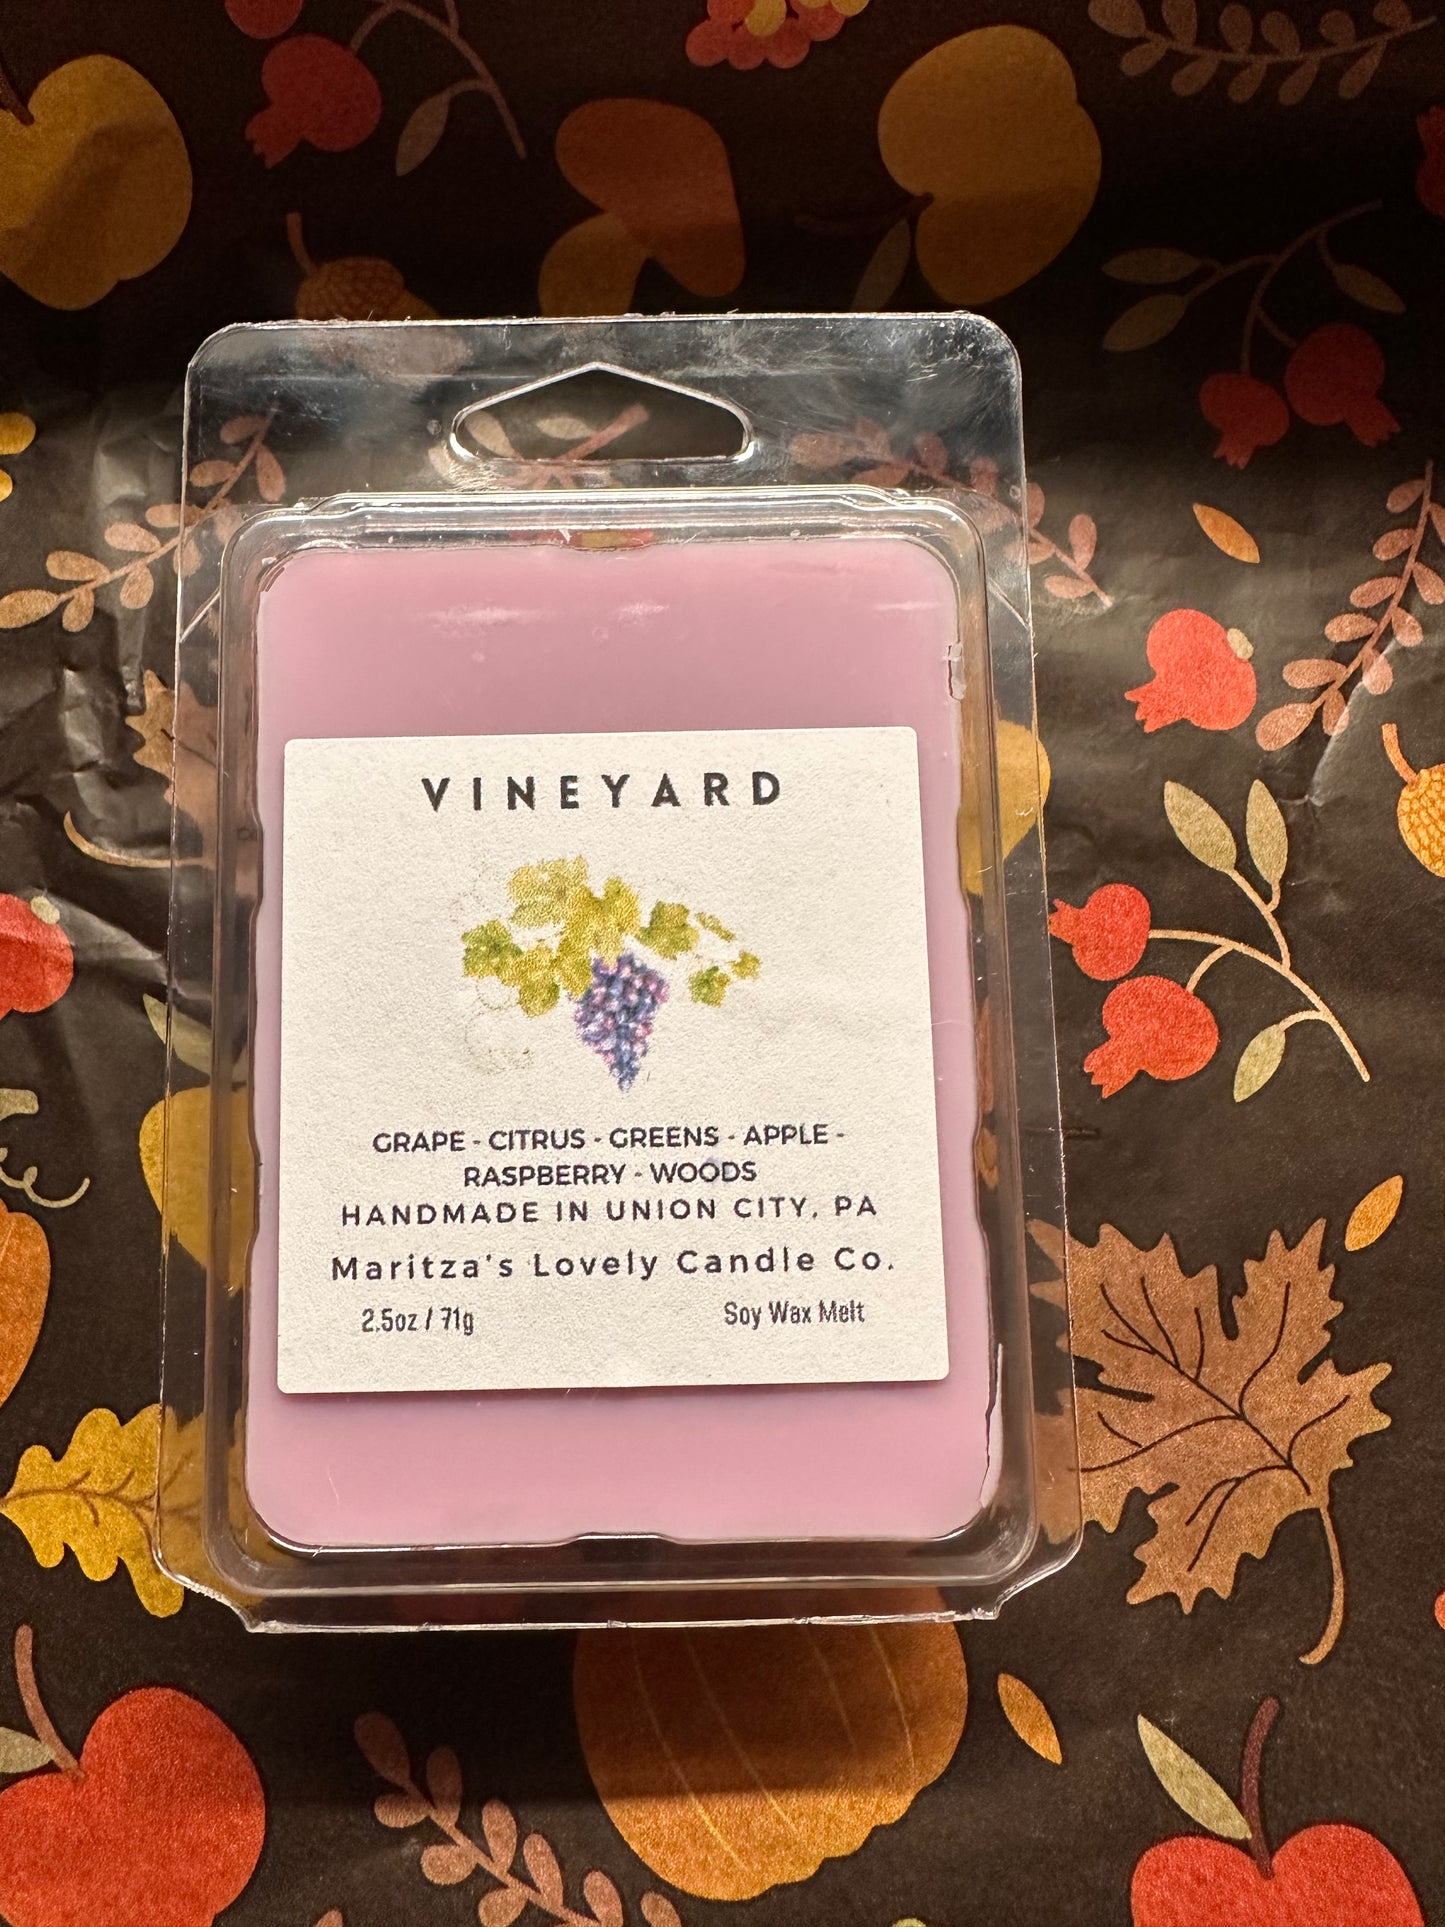 VINEYARD
GRAPE - CITRUS - GREENS - APPLE -
RASPBERRY - WOODS
HANDMADE IN UNION CITY, PA
Maritza's Lovely Candle Co.
2.5oz / 71g Soy Wax Melt